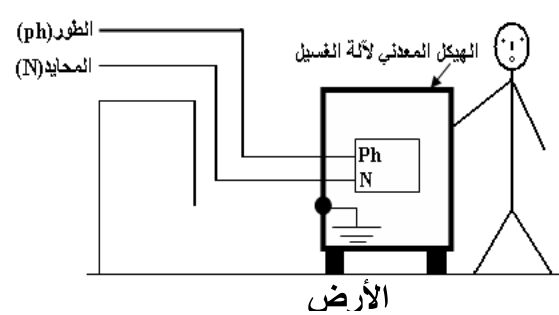 الطور(ph)
المحايد(N)
الهيكل المعدني لآلة الغسيل
Ph
N
الأرض